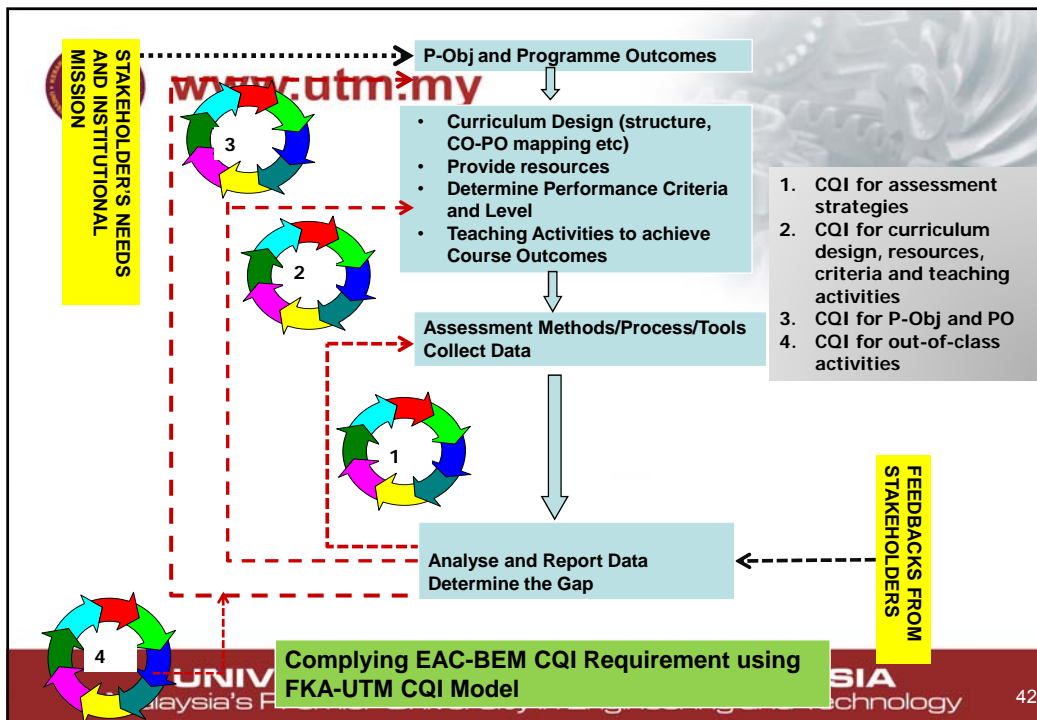 STAKEHOLDER'S NEEDS
AND INSTITUTIONAL
MISSION
www.utm.my
P-Obj and Programme Outcomes
• Curriculum Design (structure,
CO-PO mapping etc)
• Provide resources
• Determine Performance Criteria
and Level
• Teaching Activities to achieve
Course Outcomes
3
2
1. CQI for assessment
strategies
2. CQI for curriculum
design, resources,
criteria and teaching
activities
3. CQI for P-Obj and PO
4. CQI for out-of-class
activities
Assessment Methods/Process/Tools
Collect Data
1
FEEDBACKS FROM
STAKEHOLDERS
Analyse and Report Data
Determine the Gap
4
Complying EAC-BEM CQI Requirement using
FKA-UTM CQI Model
42